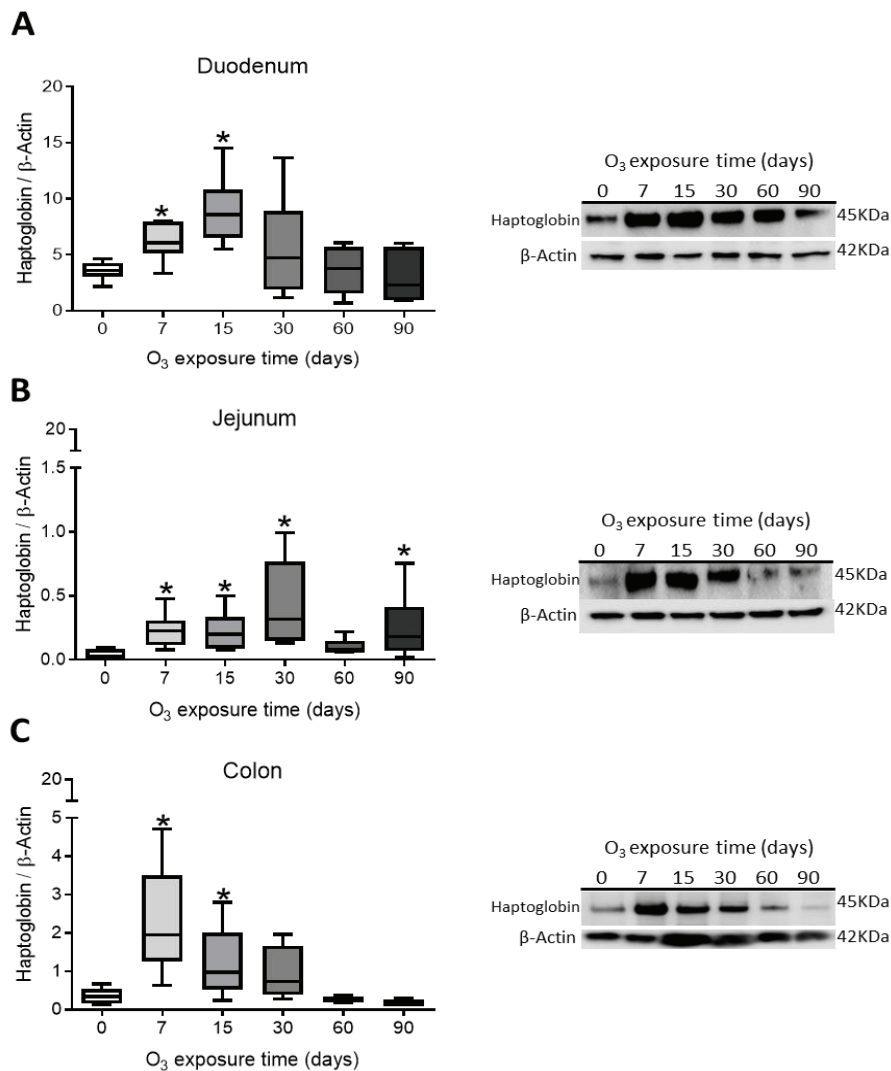 A
Duodenum
Haptoglobin / β-Actin
20
15
10
5
0
* *
0 7 15 30 60 90
O₃ exposure time (days)
O₃ exposure time (days)
0 7 15 30 60 90
Haptoglobin 45KDa
β-Actin 42KDa
B
Jejunum
Haptoglobin / β-Actin
20
1.5
1.0
0.5
0.0
* * * *
0 7 15 30 60 90
O₃ exposure time (days)
O₃ exposure time (days)
0 7 15 30 60 90
Haptoglobin 45KDa
β-Actin 42KDa
C
Colon
Haptoglobin / β-Actin
20
5
4
3
2
1
0
* *
0 7 15 30 60 90
O₃ exposure time (days)
O₃ exposure time (days)
0 7 15 30 60 90
Haptoglobin 45KDa
β-Actin 42KDa